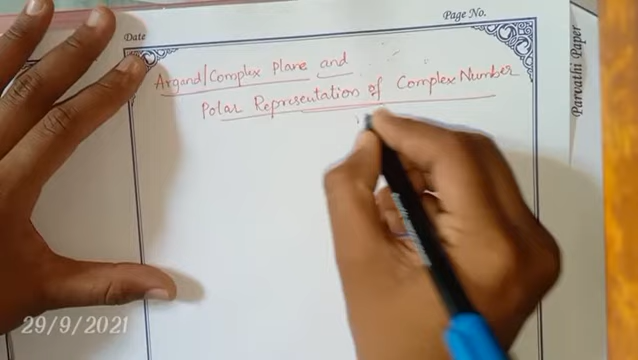 Page No.
Date
Argand/Complex Plane and
Polar Representation of Complex Number
Parvathi Paper
29/9/2021